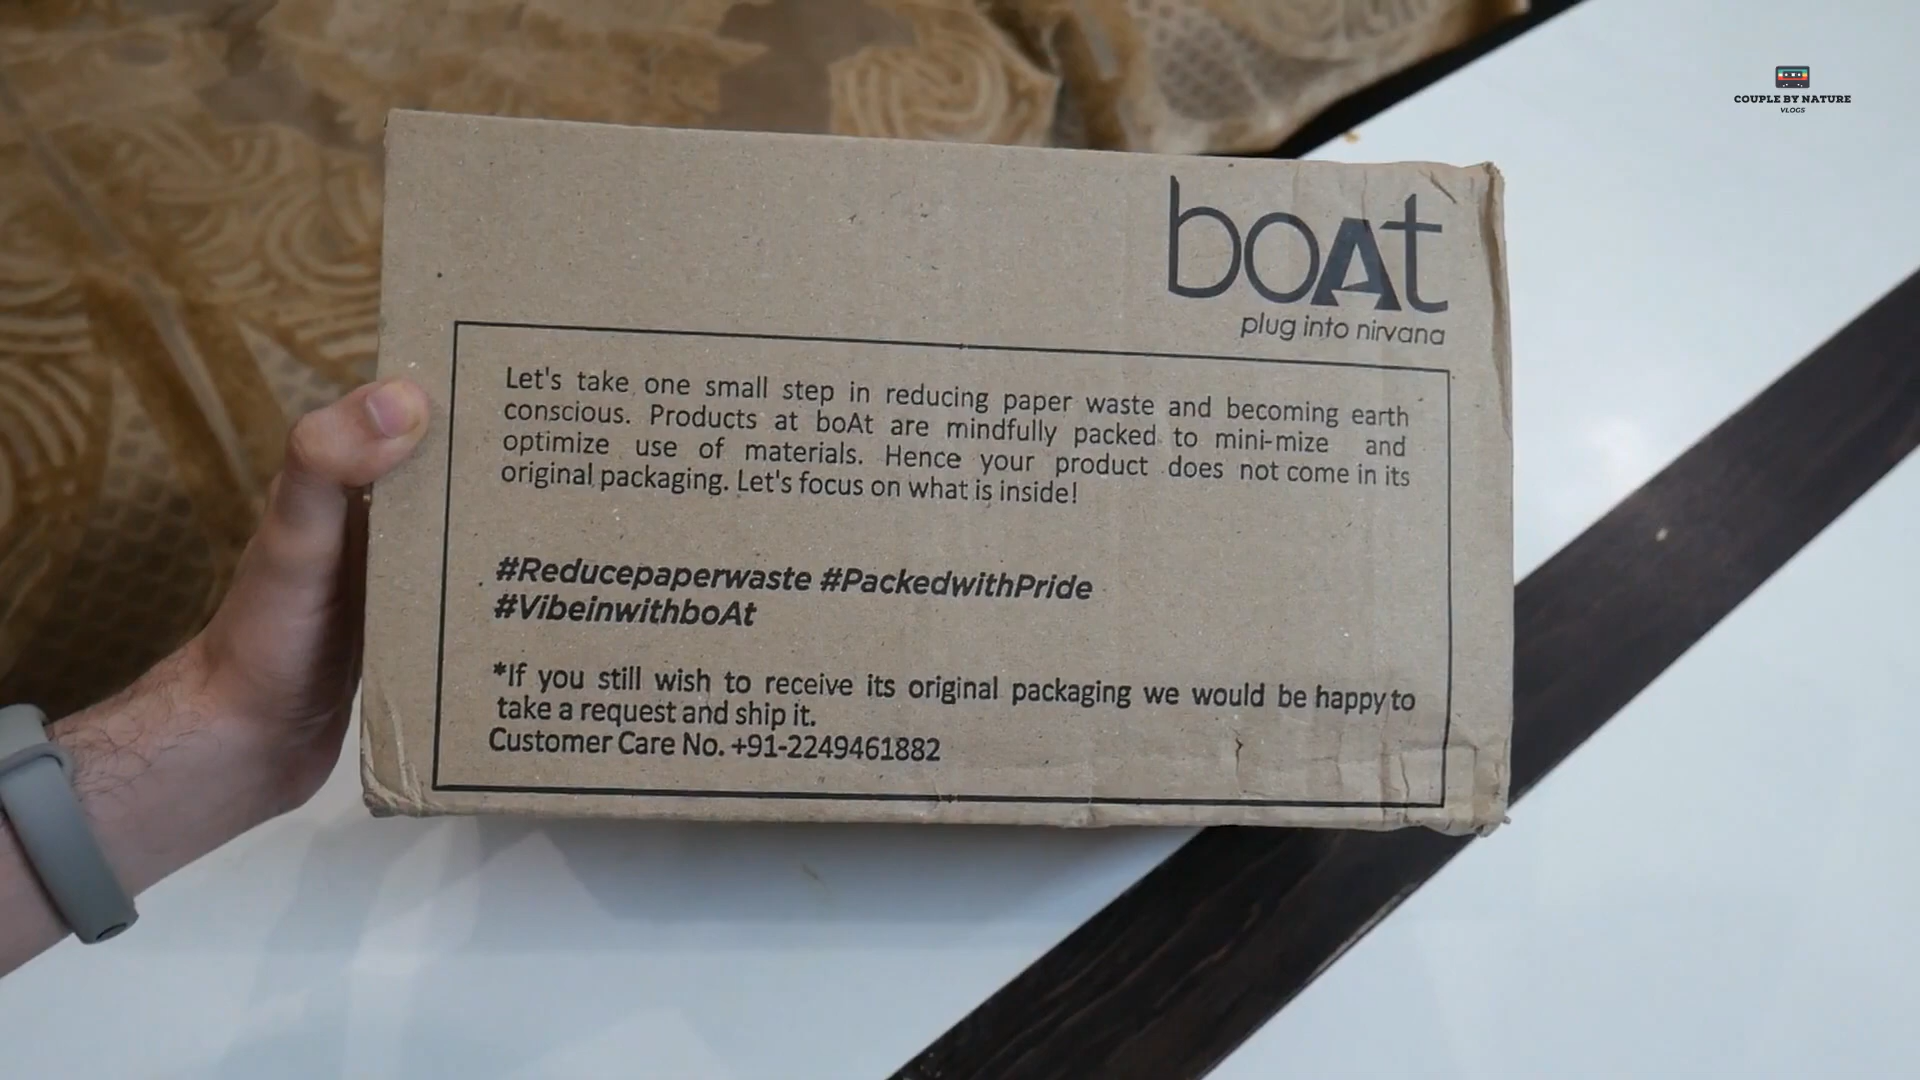 COUPLE BY NATURE
VLOGS
boAt
plug into nirvana
Let's take one small step in reducing paper waste and becoming earth
conscious. Products at boAt are mindfully packed to mini-mize and
optimize use of materials. Hence your product does not come in its
original packaging. Let's focus on what is inside!
#Reducepaperwaste #PackedwithPride
#VibeinwithboAt
*If you still wish to receive its original packaging we would be happy to
take a request and ship it.
Customer Care No. +91-2249461882